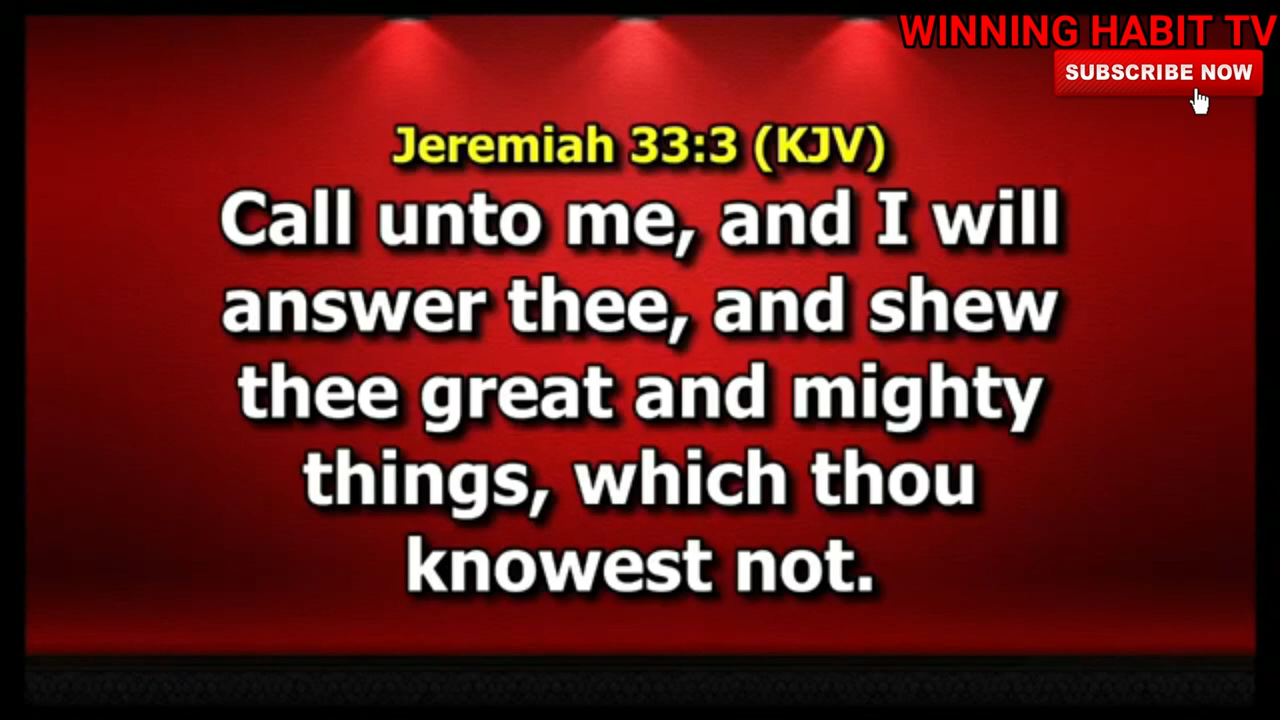 WINNING HABIT TV
SUBSCRIBE NOW
Jeremiah 33:3 (KJV)
Call unto me, and I will
answer thee, and shew
thee great and mighty
things, which thou
knowest not.